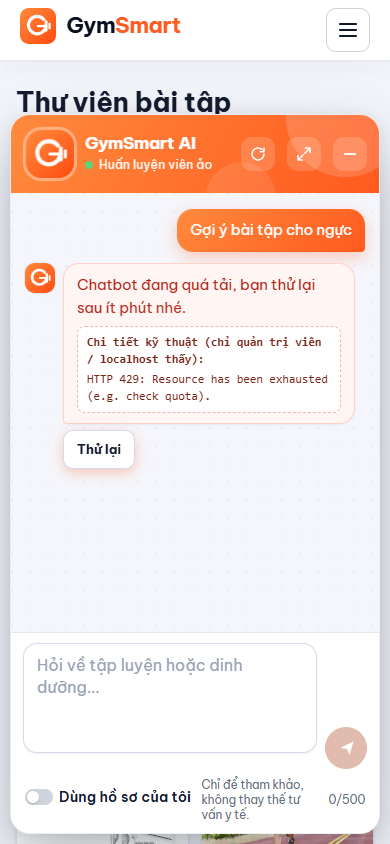 GymSmart
Thư viên bài tâp
GymSmart AI
Huấn luyện viên ảo
Gợi ý bài tập cho ngực
Chatbot đang quá tải, bạn thử lại
sau ít phút nhé.
Chi tiết kỹ thuật (chỉ quản trị viên
/ localhost thấy):
HTTP 429: Resource has been exhausted
(e.g. check quota).
Thử lại
Hỏi về tập luyện hoặc dinh
dưỡng...
Dùng hồ sơ của tôi
Chỉ để tham khảo,
không thay thế tư
vấn y tế.
0/500